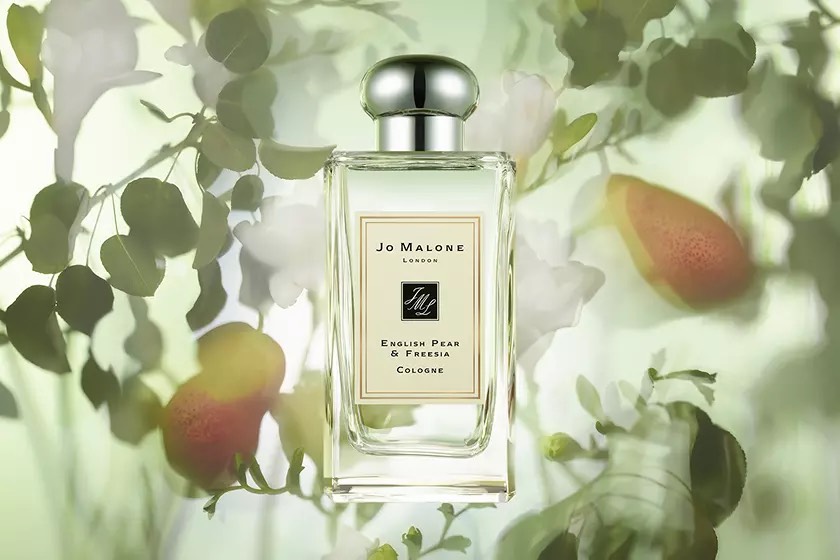 Jo Malone
London
JML
English Pear
& Freesia
Cologne